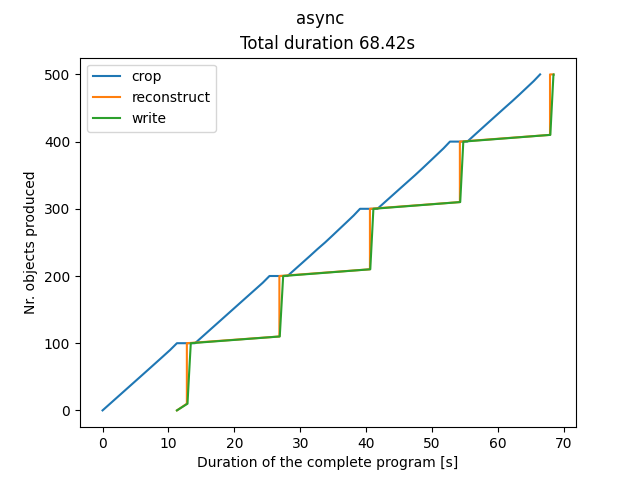 async
Total duration 68.42s
500
400
300
200
100
0
Nr. objects produced
crop
reconstruct
write
0 10 20 30 40 50 60 70
Duration of the complete program [s]